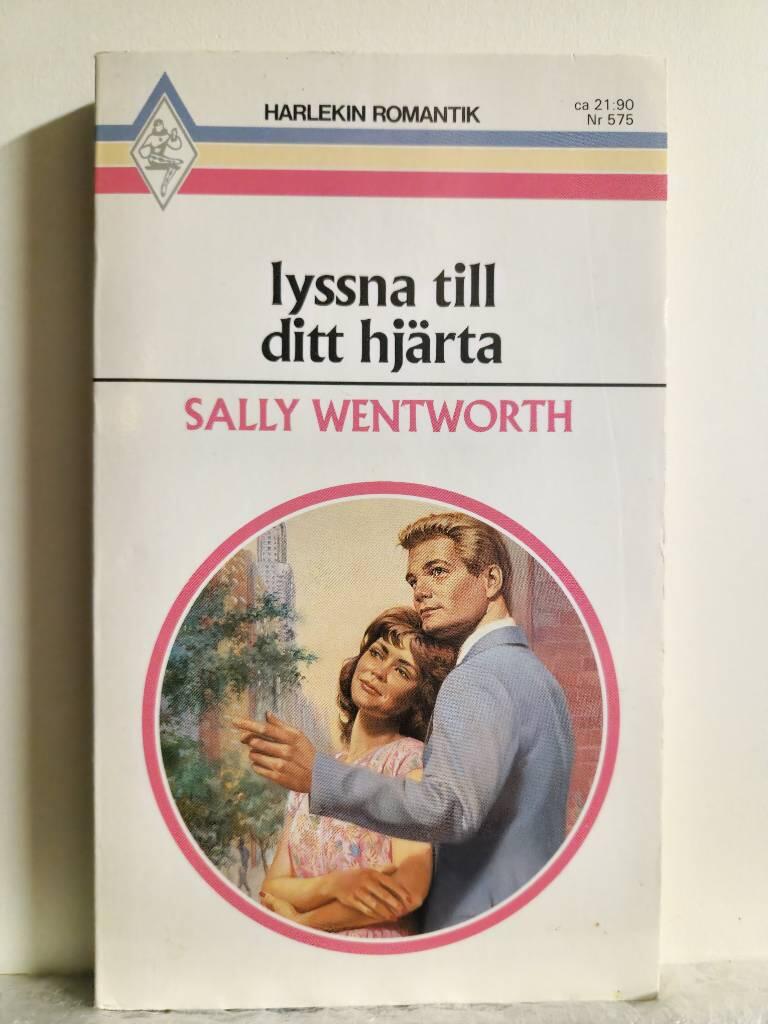 HARLEKIN ROMANTIK
ca 21:90
Nr 575
lyssna till
ditt hjärta
SALLY WENTWORTH